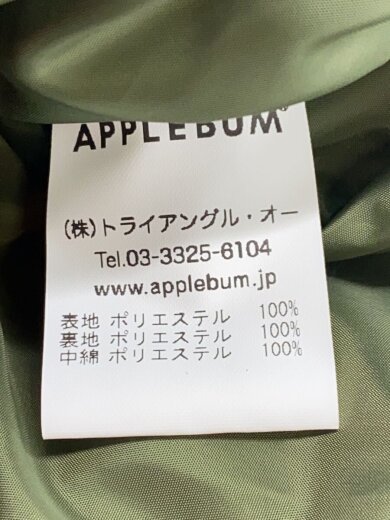 APPLEBUM®
(株)トライアングル・オー
Tel.03-3325-6104
www.applebum.jp
表地 ポリエステル 100%
裏地 ポリエステル 100%
中綿 ポリエステル 100%